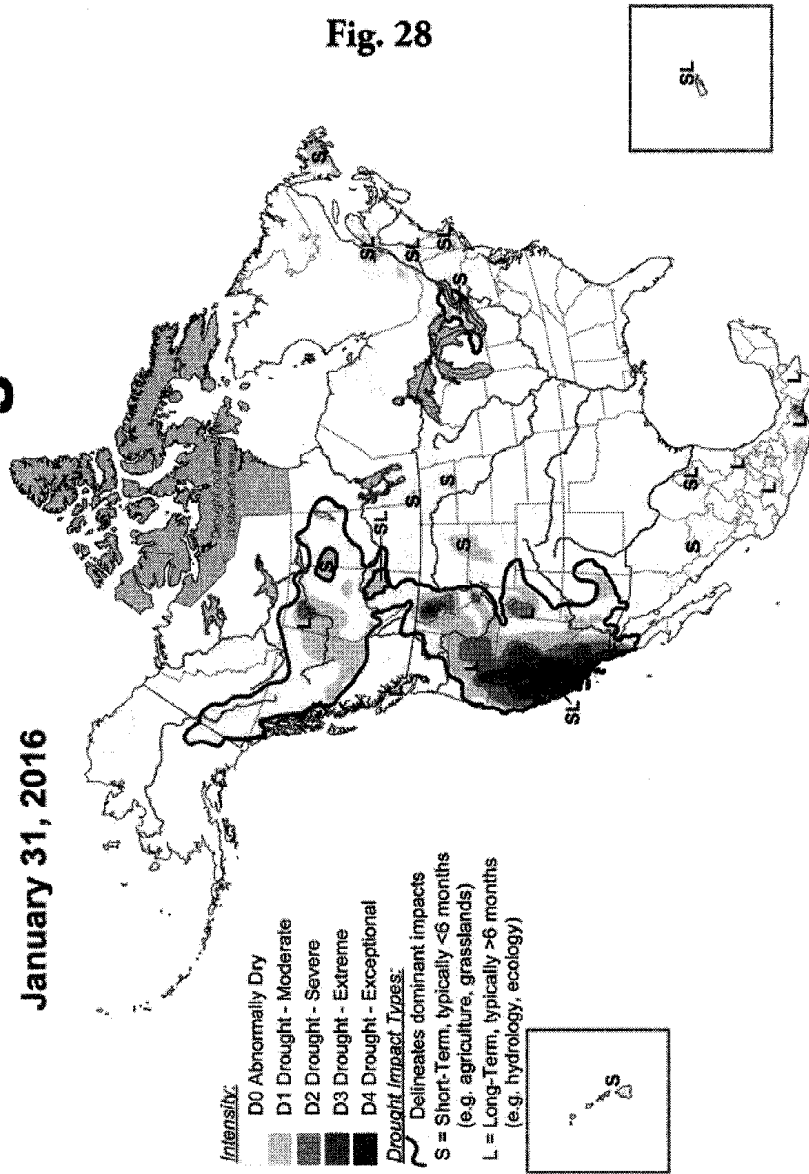 Fig. 28
January 31, 2016
Intensity:
D0 Abnormally Dry
D1 Drought - Moderate
D2 Drought - Severe
D3 Drought - Extreme
D4 Drought - Exceptional
Drought Impact Types:
Delineates dominant impacts
S = Short-Term, typically <6 months
(e.g. agriculture, grasslands)
L = Long-Term, typically >6 months
(e.g. hydrology, ecology)
S
SL
SL
SL
S
S
L
SL
S
S
S
L
SL
S
SL
L
L
L
L
S
SL